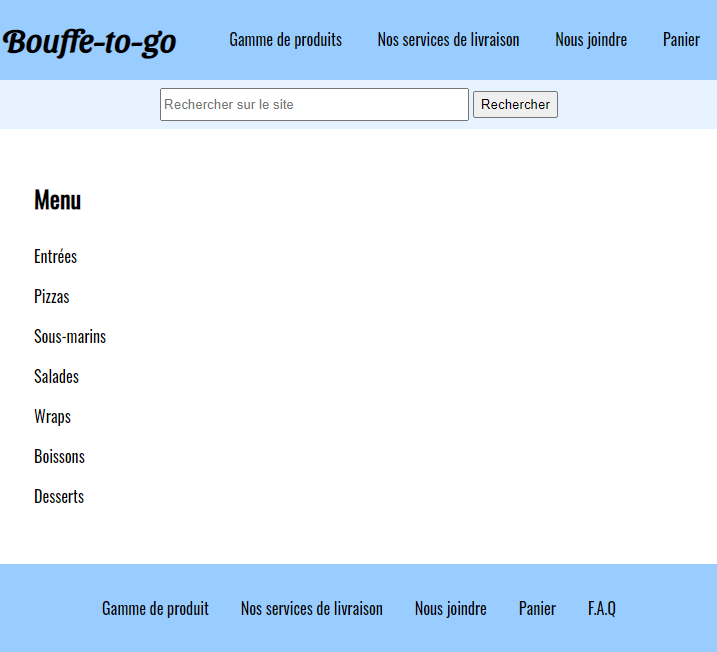 Bouffe-to-go Gamme de produits Nos services de livraison Nous joindre Panier
Rechercher sur le site Rechercher
Menu
Entrées
Pizzas
Sous-marins
Salades
Wraps
Boissons
Desserts
Gamme de produit Nos services de livraison Nous joindre Panier F.A.Q